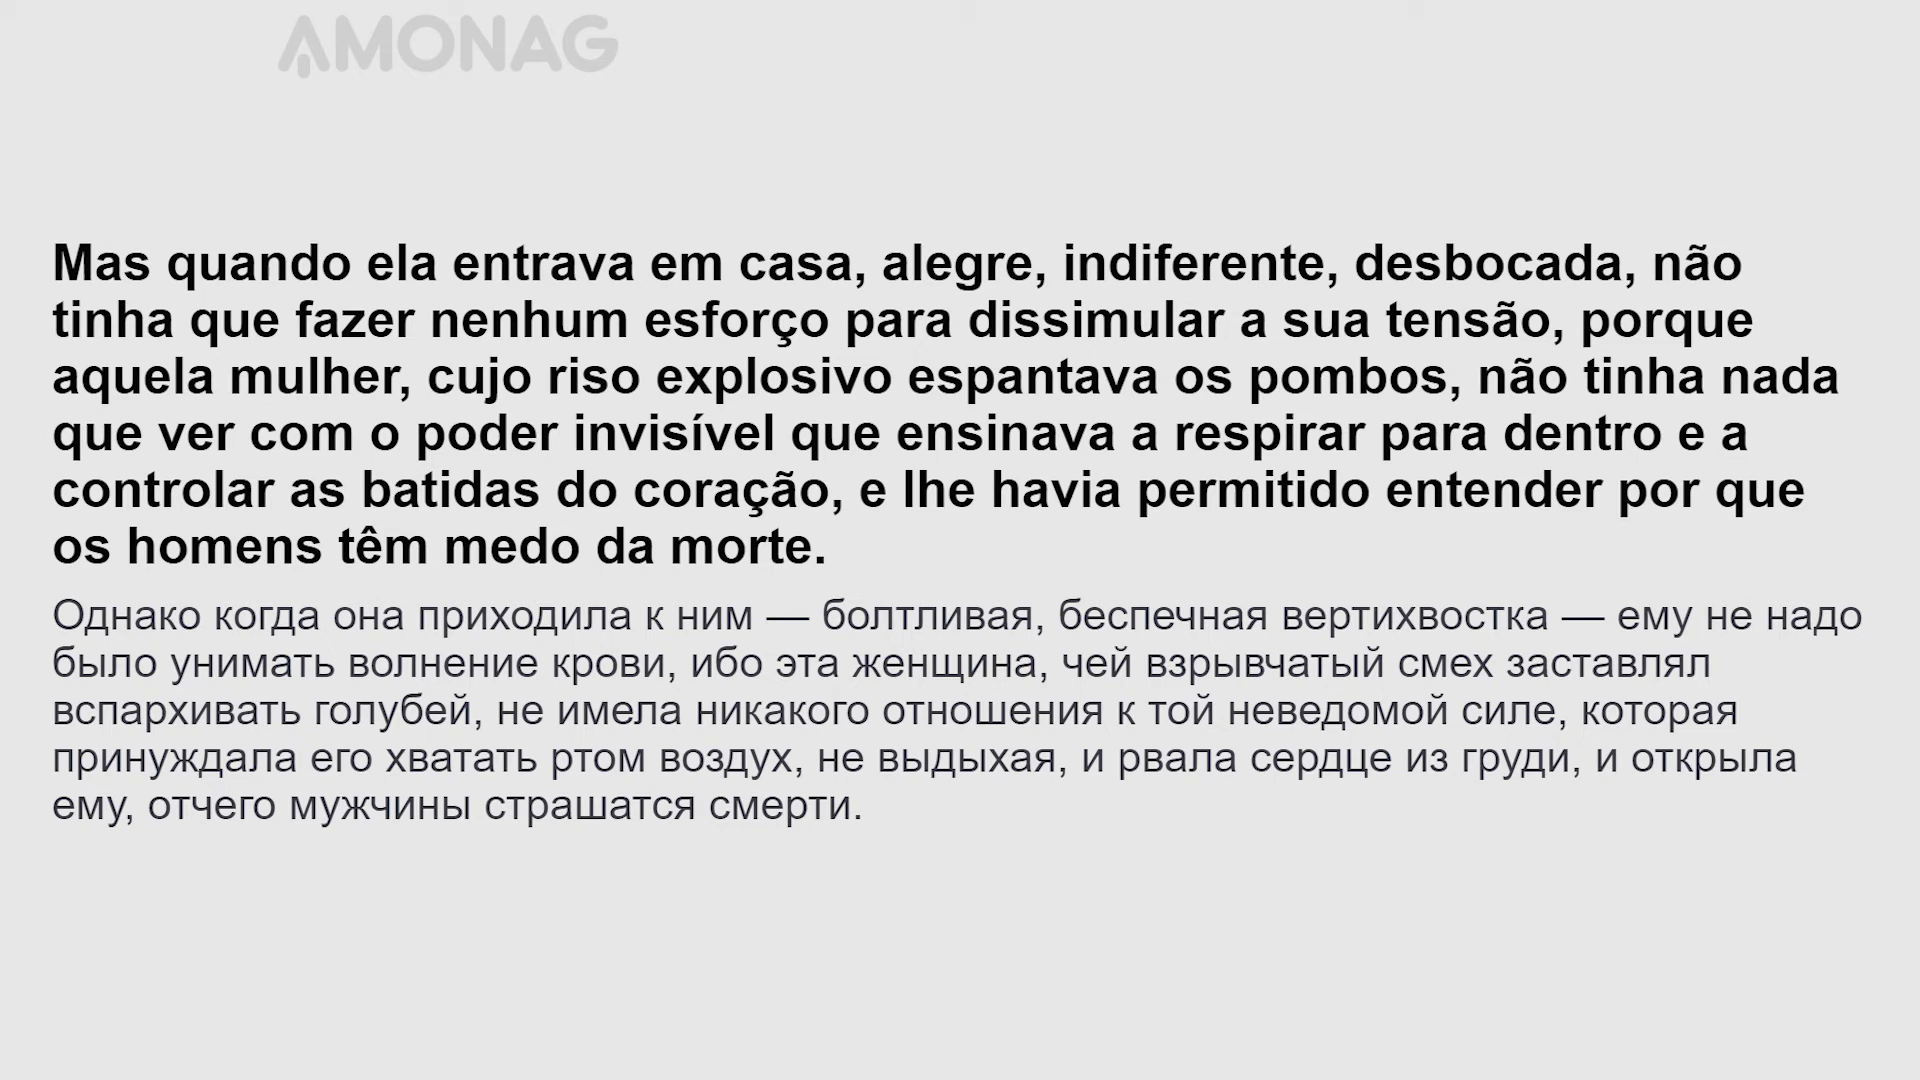 AMONAG
Mas quando ela entrava em casa, alegre, indiferente, desbocada, não
tinha que fazer nenhum esforço para dissimular a sua tensão, porque
aquela mulher, cujo riso explosivo espantava os pombos, não tinha nada
que ver com o poder invisível que ensinava a respirar para dentro e a
controlar as batidas do coração, e lhe havia permitido entender por que
os homens têm medo da morte.
Однако когда она приходила к ним — болтливая, беспечная вертихвостка — ему не надо
было унимать волнение крови, ибо эта женщина, чей взрывчатый смех заставлял
вспархивать голубей, не имела никакого отношения к той неведомой силе, которая
принуждала его хватать ртом воздух, не выдыхая, и рвала сердце из груди, и открыла
ему, отчего мужчины страшатся смерти.